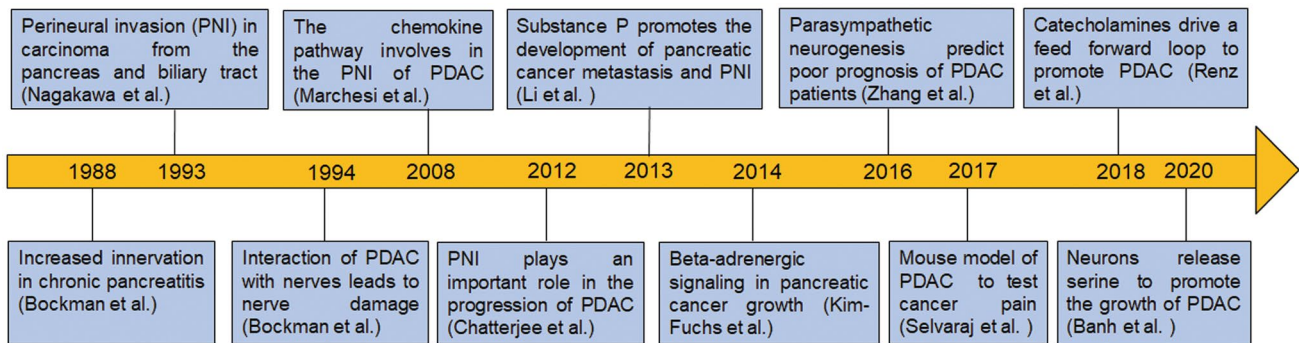 Perineural invasion (PNI) in
carcinoma from the
pancreas and biliary tract
(Nagakawa et al.)
The chemokine
pathway involves in
the PNI of PDAC
(Marchesi et al.)
Substance P promotes the
development of pancreatic
cancer metastasis and PNI
(Li et al. )
Parasympathetic
neurogenesis predict
poor prognosis of PDAC
patients (Zhang et al.)
Catecholamines drive a
feed forward loop to
promote PDAC (Renz
et al.)
1988 1993 1994 2008 2012 2013 2014 2016 2017 2018 2020
Increased innervation
in chronic pancreatitis
(Bockman et al.)
Interaction of PDAC
with nerves leads to
nerve damage
(Bockman et al.)
PNI plays an
important role in the
progression of PDAC
(Chatterjee et al.)
Beta-adrenergic
signaling in pancreatic
cancer growth (Kim-
Fuchs et al.)
Mouse model of
PDAC to test
cancer pain
(Selvaraj et al. )
Neurons release
serine to promote
the growth of PDAC
(Banh et al.)